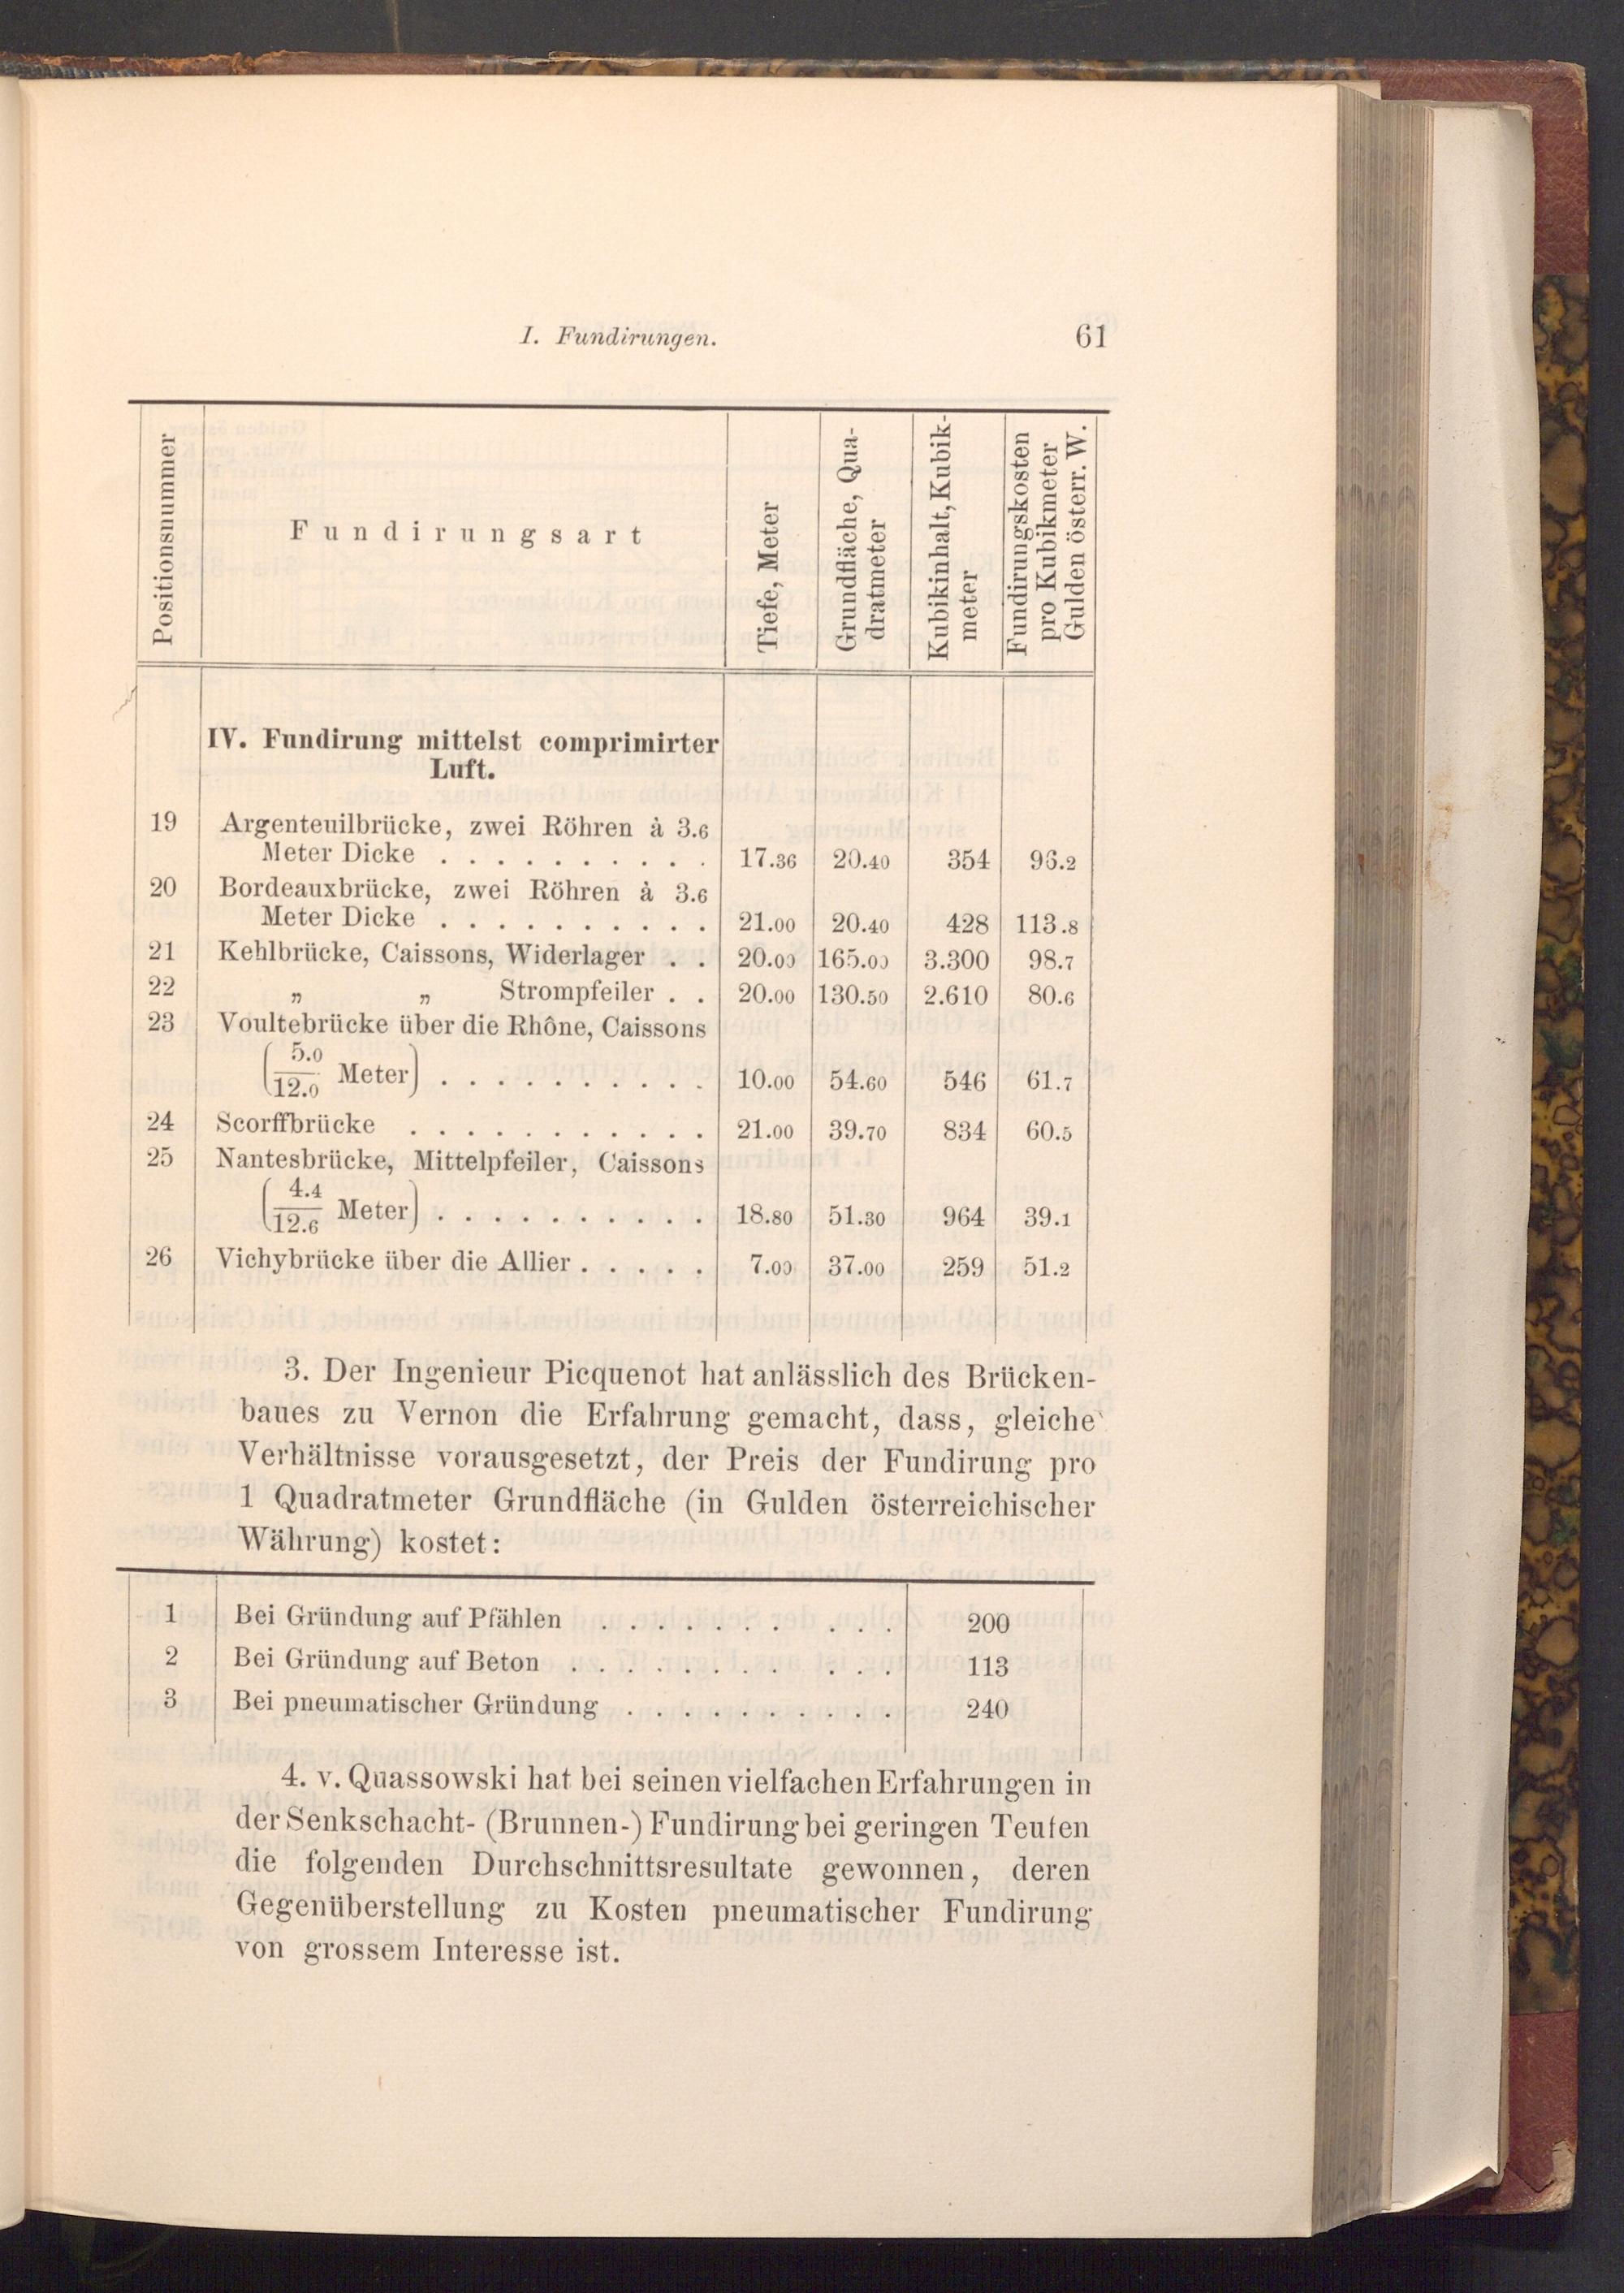 I. Fundirungen. 61
Positionsnummer
Fundirungsart
Tiefe, Meter
Grundfläche, Qua-
dratmeter
Kubikinhalt, Kubik-
meter
Fundirungskosten
pro Kubikmeter
Gulden österr. W.
IV. Fundirung mittelst comprimirter
Luft.
19 Argenteuilbrücke, zwei Röhren à 3.6
Meter Dicke . . . . . . . . . . 17.36 20.40 354 96.2
20 Bordeauxbrücke, zwei Röhren à 3.6
Meter Dicke . . . . . . . . . . 21.00 20.40 428 113.8
21 Kehlbrücke, Caissons, Widerlager . . 20.00 165.00 3.300 98.7
22 „ „ Strompfeiler . . 20.00 130.50 2.610 80.6
23 Voultebrücke über die Rhône, Caissons
(5.0/12.0 Meter) . . . . . . . . . . 10.00 54.60 546 61.7
24 Scorffbrücke . . . . . . . . . . . 21.00 39.70 834 60.5
25 Nantesbrücke, Mittelpfeiler, Caissons
(4.4/12.6 Meter) . . . . . . . . . . 18.80 51.30 964 39.1
26 Vichybrücke über die Allier . . . . . 7.00 37.00 259 51.2
3. Der Ingenieur Picquenot hat anlässlich des Brücken-
baues zu Vernon die Erfahrung gemacht, dass, gleiche
Verhältnisse vorausgesetzt, der Preis der Fundirung pro
1 Quadratmeter Grundfläche (in Gulden österreichischer
Währung) kostet:
1 Bei Gründung auf Pfählen . . . . . . . . . . 200
2 Bei Gründung auf Beton . . . . . . . . . . . 113
3 Bei pneumatischer Gründung . . . . . . . . . . 240
4. v. Quassowski hat bei seinen vielfachen Erfahrungen in
der Senkschacht- (Brunnen-) Fundirung bei geringen Teufen
die folgenden Durchschnittsresultate gewonnen, deren
Gegenüberstellung zu Kosten pneumatischer Fundirung
von grossem Interesse ist.